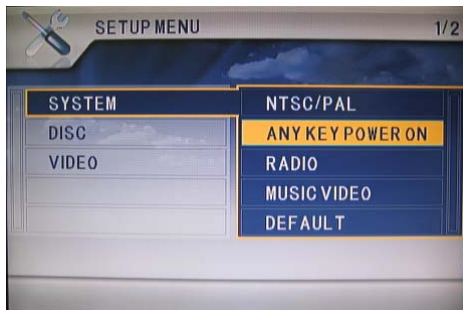 SETUP MENU 1/2
SYSTEM
DISC
VIDEO
NTSC/PAL
ANY KEY POWER ON
RADIO
MUSIC VIDEO
DEFAULT